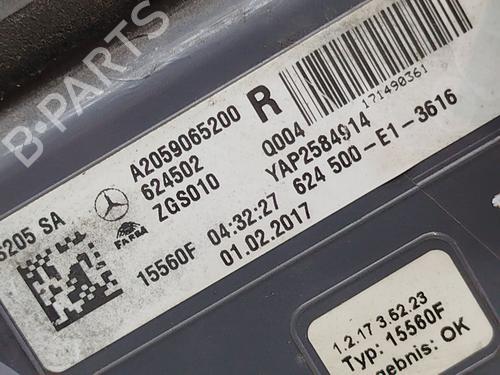 B-PARTS
A2059065200 R
624502 Q004
ZGS010 YAP2584914
171490361
624 500-E1-3616
5205 SA
FARBA
15560F 04:32:27
01.02.2017
1.2.17 3.62.23
Typ: 15560F
gebnis: OK